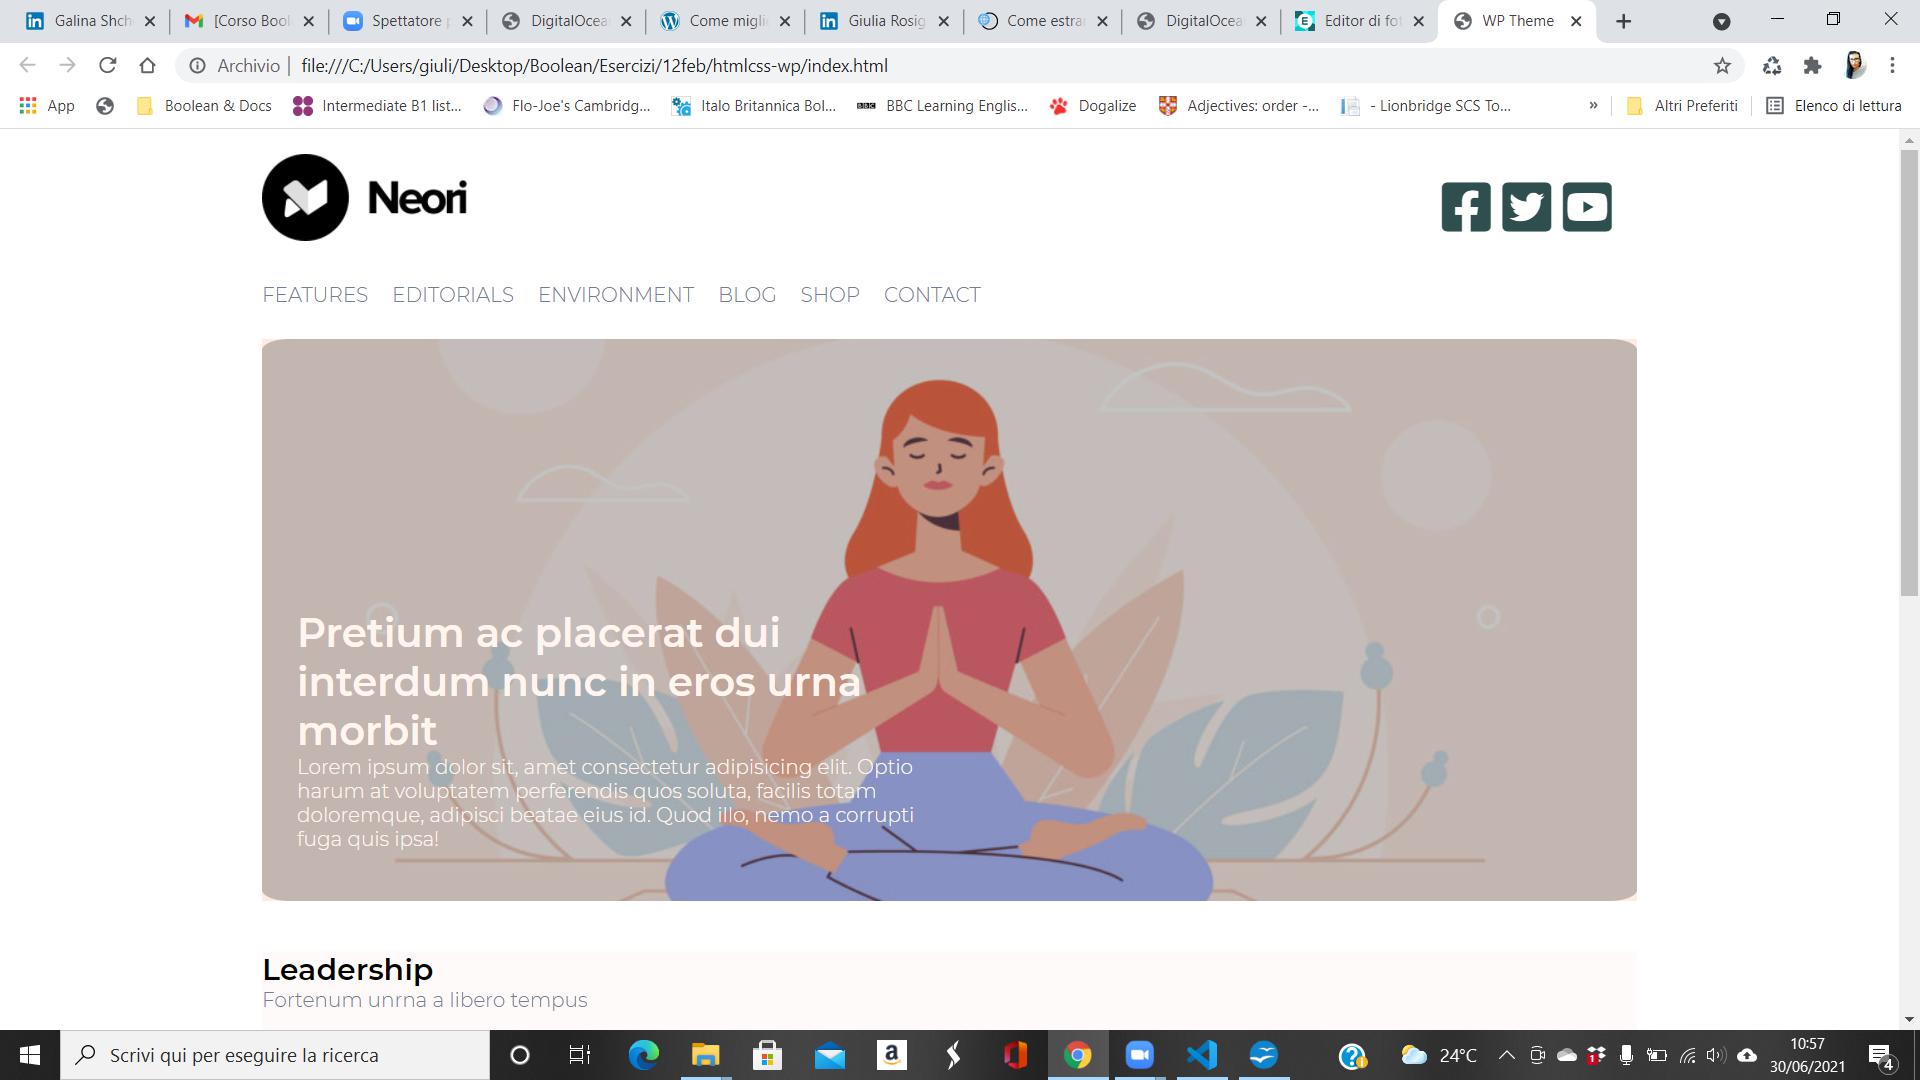 Galina Shch
[Corso Bool
Spettatore p
DigitalOcea
Come miglio
Giulia Rosig
Come estra
DigitalOcea
Editor di fot
WP Theme
Archivio
file:///C:/Users/giuli/Desktop/Boolean/Esercizi/12feb/htmlcss-wp/index.html
App
Boolean & Docs
Intermediate B1 list...
Flo-Joe's Cambridg...
Italo Britannica Bol...
BBC
BBC Learning Englis...
Dogalize
Adjectives: order -...
- Lionbridge SCS To...
»
Altri Preferiti
Elenco di lettura
Neori
FEATURES EDITORIALS ENVIRONMENT BLOG SHOP CONTACT
Pretium ac placerat dui
interdum nunc in eros urna
morbit
Lorem ipsum dolor sit, amet consectetur adipisicing elit. Optio
harum at voluptatem perferendis quos soluta, facilis totam
doloremque, adipisci beatae eius id. Quod illo, nemo a corrupti
fuga quis ipsa!
Leadership
Fortenum unrna a libero tempus
Scrivi qui per eseguire la ricerca
24°C
10:57
30/06/2021
4